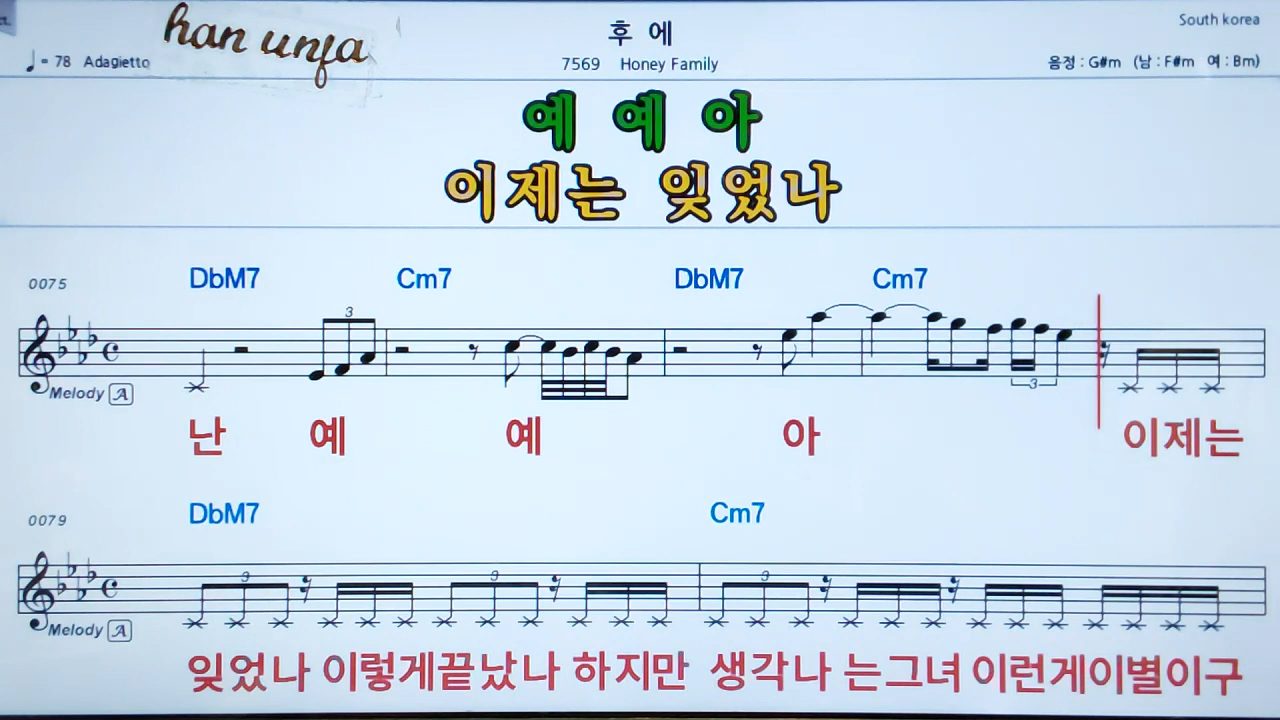 South korea
han unfa
후 에
♩= 78 Adagietto
7569 Honey Family
음정 : G#m (남 : F#m 여 : Bm)
예 예 아
이제는 잊었나
0075
DbM7 Cm7 DbM7 Cm7
3
3
Melody A
난 예 예 아 이제는
0079
DbM7 Cm7
3 3 3
Melody A
잊었나 이렇게끝났나 하지만 생각나 는그녀 이런게이별이구